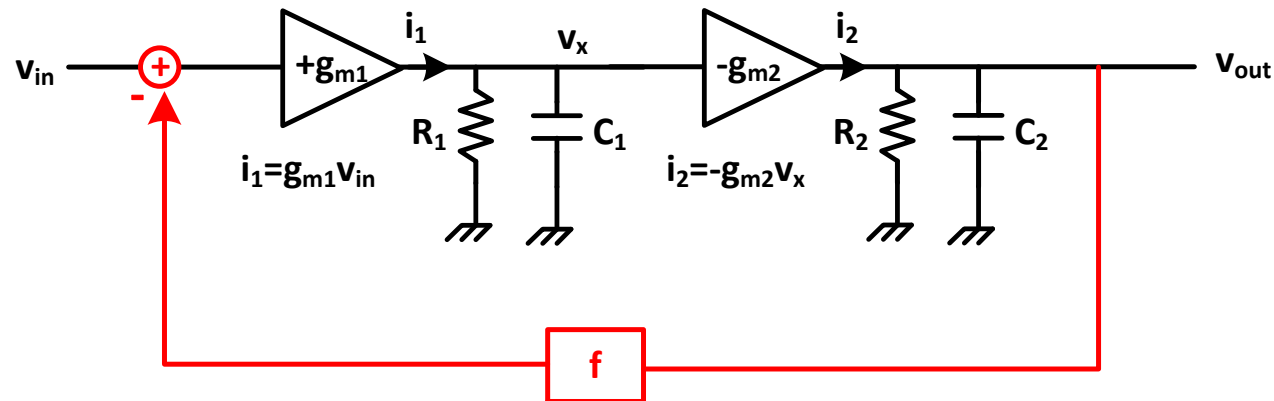 i₁ vₓ i₂
vᵢₙ + +gₘ₁ -gₘ₂ vₒᵤₜ
-
R₁ C₁ R₂ C₂
i₁=gₘ₁vᵢₙ i₂=-gₘ₂vₓ
f